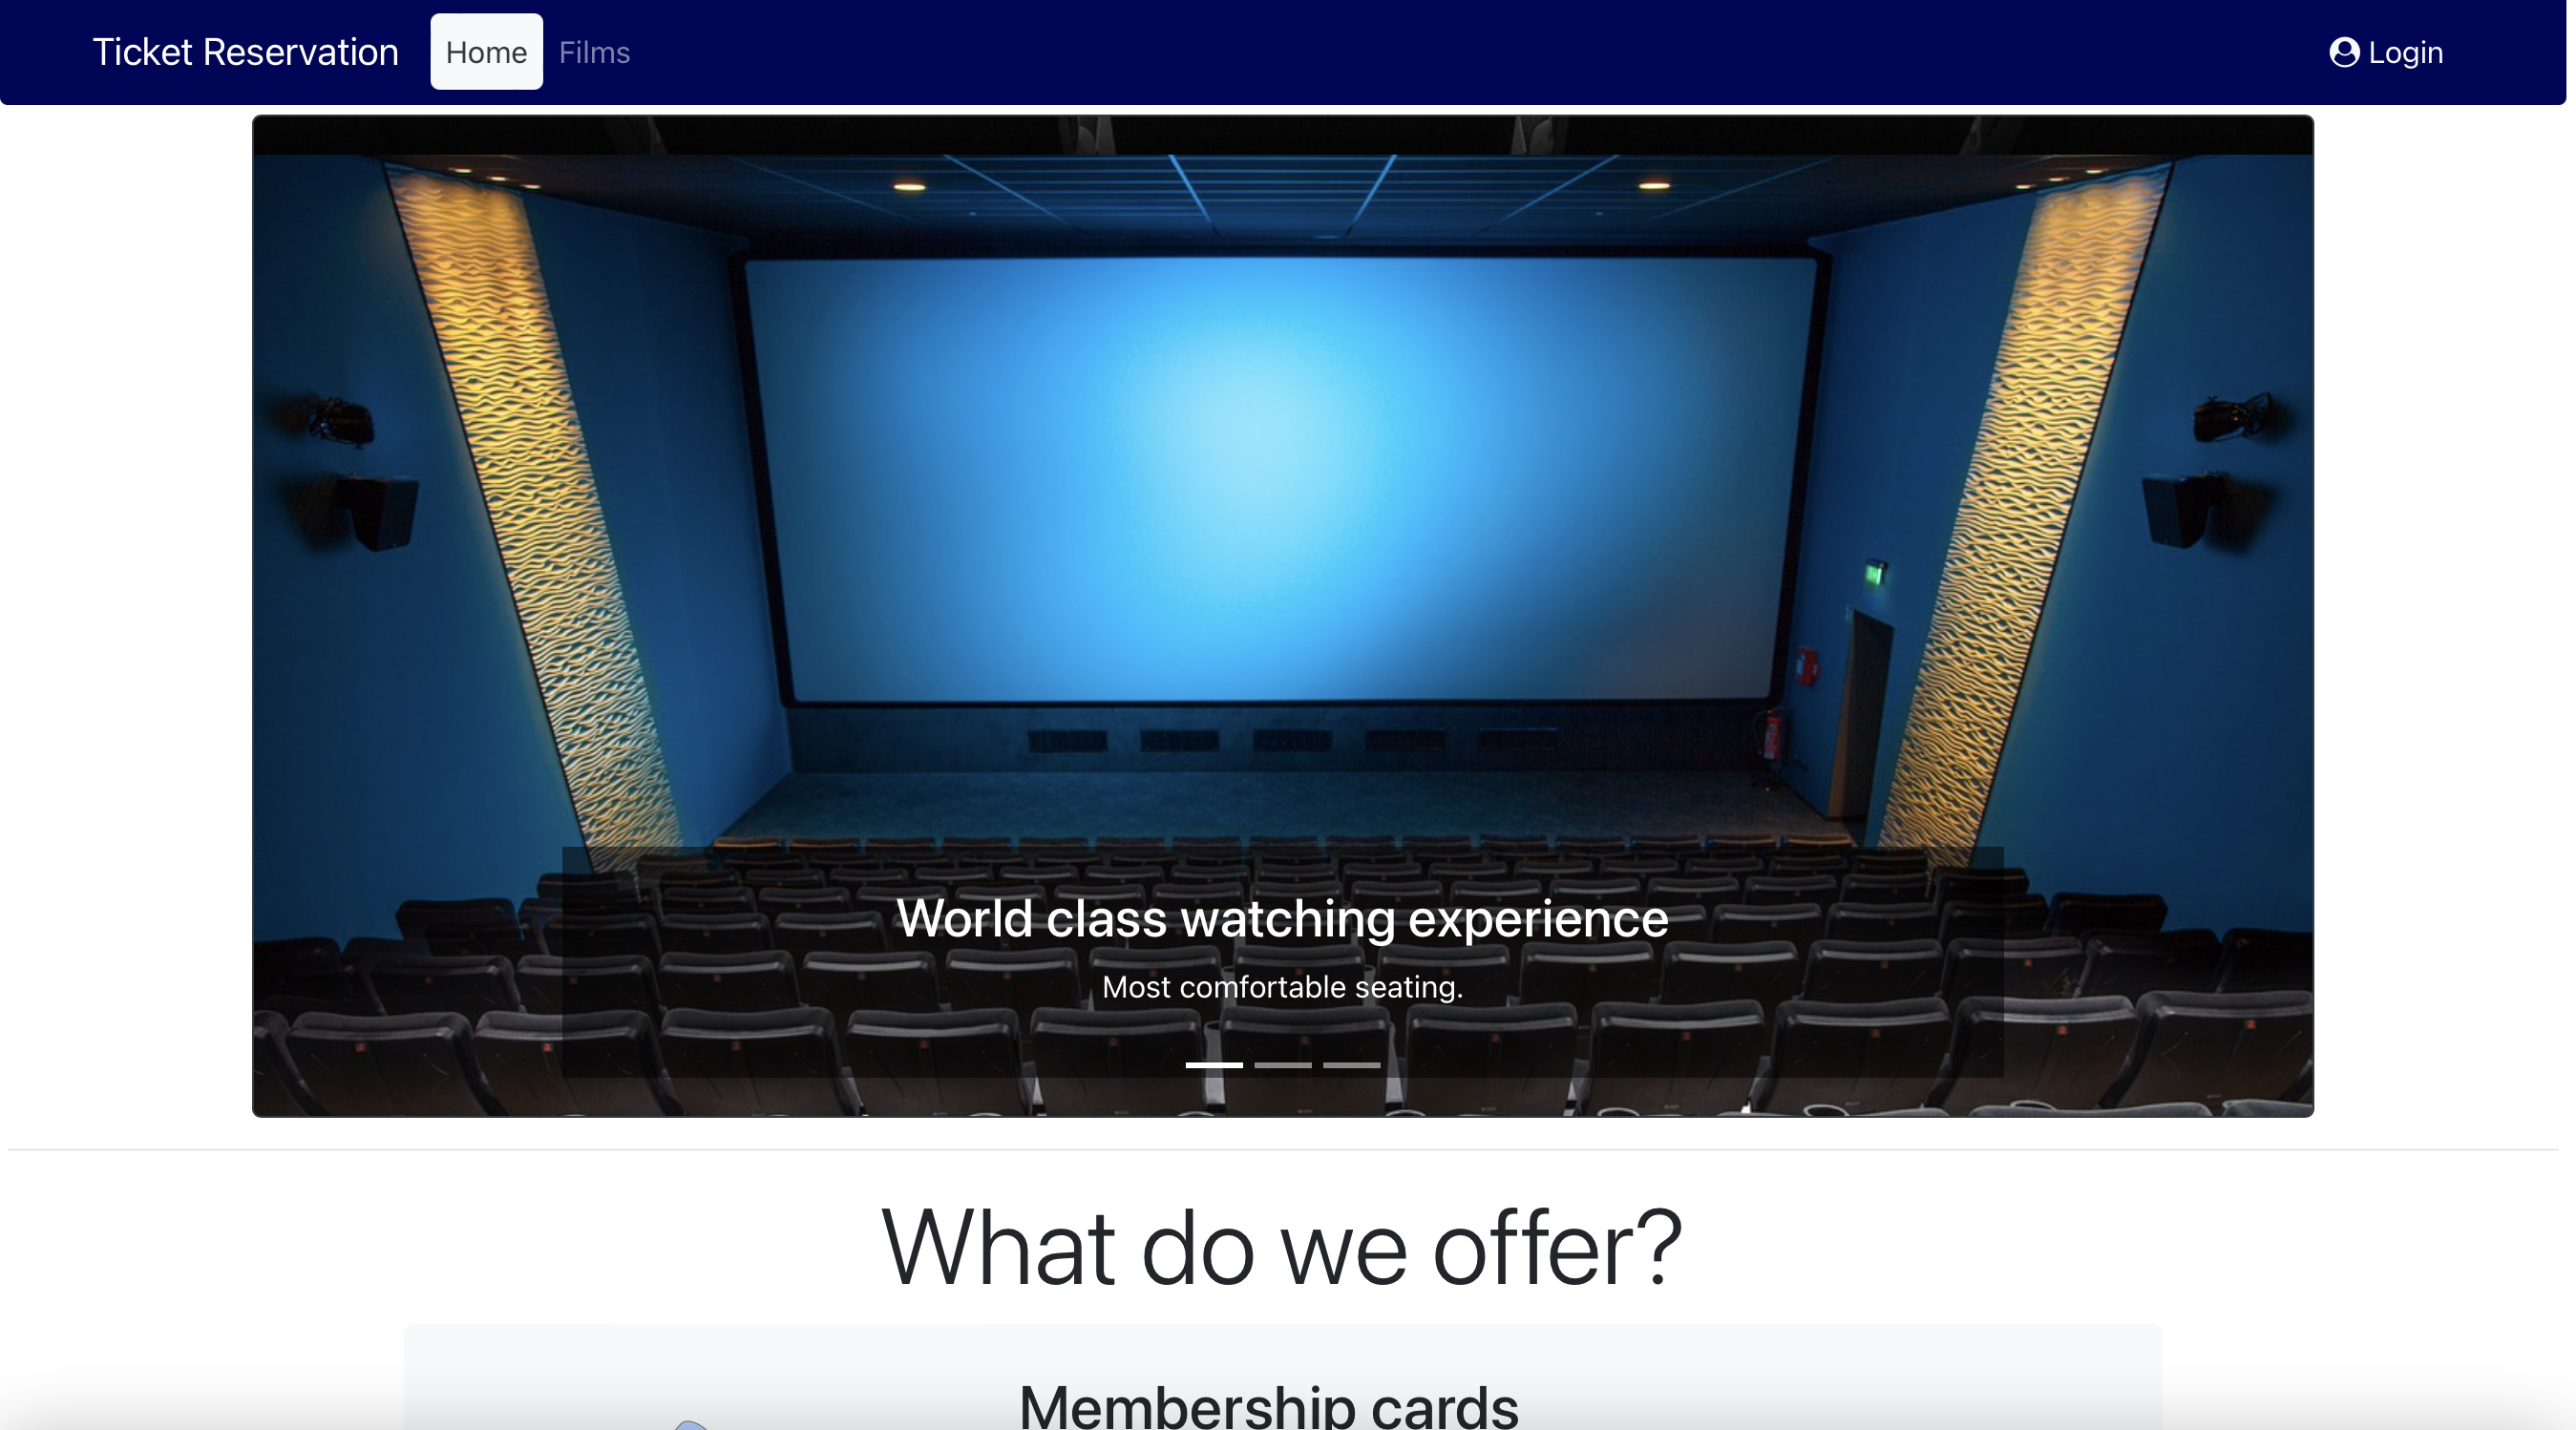 Ticket Reservation Home Films Login
World class watching experience
Most comfortable seating.
What do we offer?
Membership cards